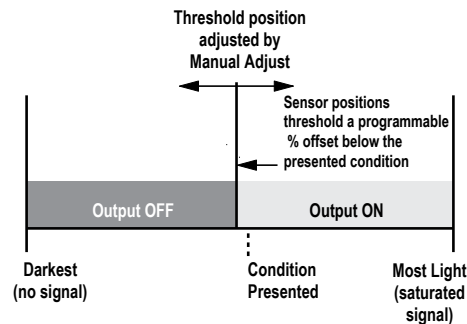 Threshold position
adjusted by
Manual Adjust
Sensor positions
threshold a programmable
% offset below the
presented condition
Output OFF
Output ON
Darkest
(no signal)
Condition
Presented
Most Light
(saturated
signal)